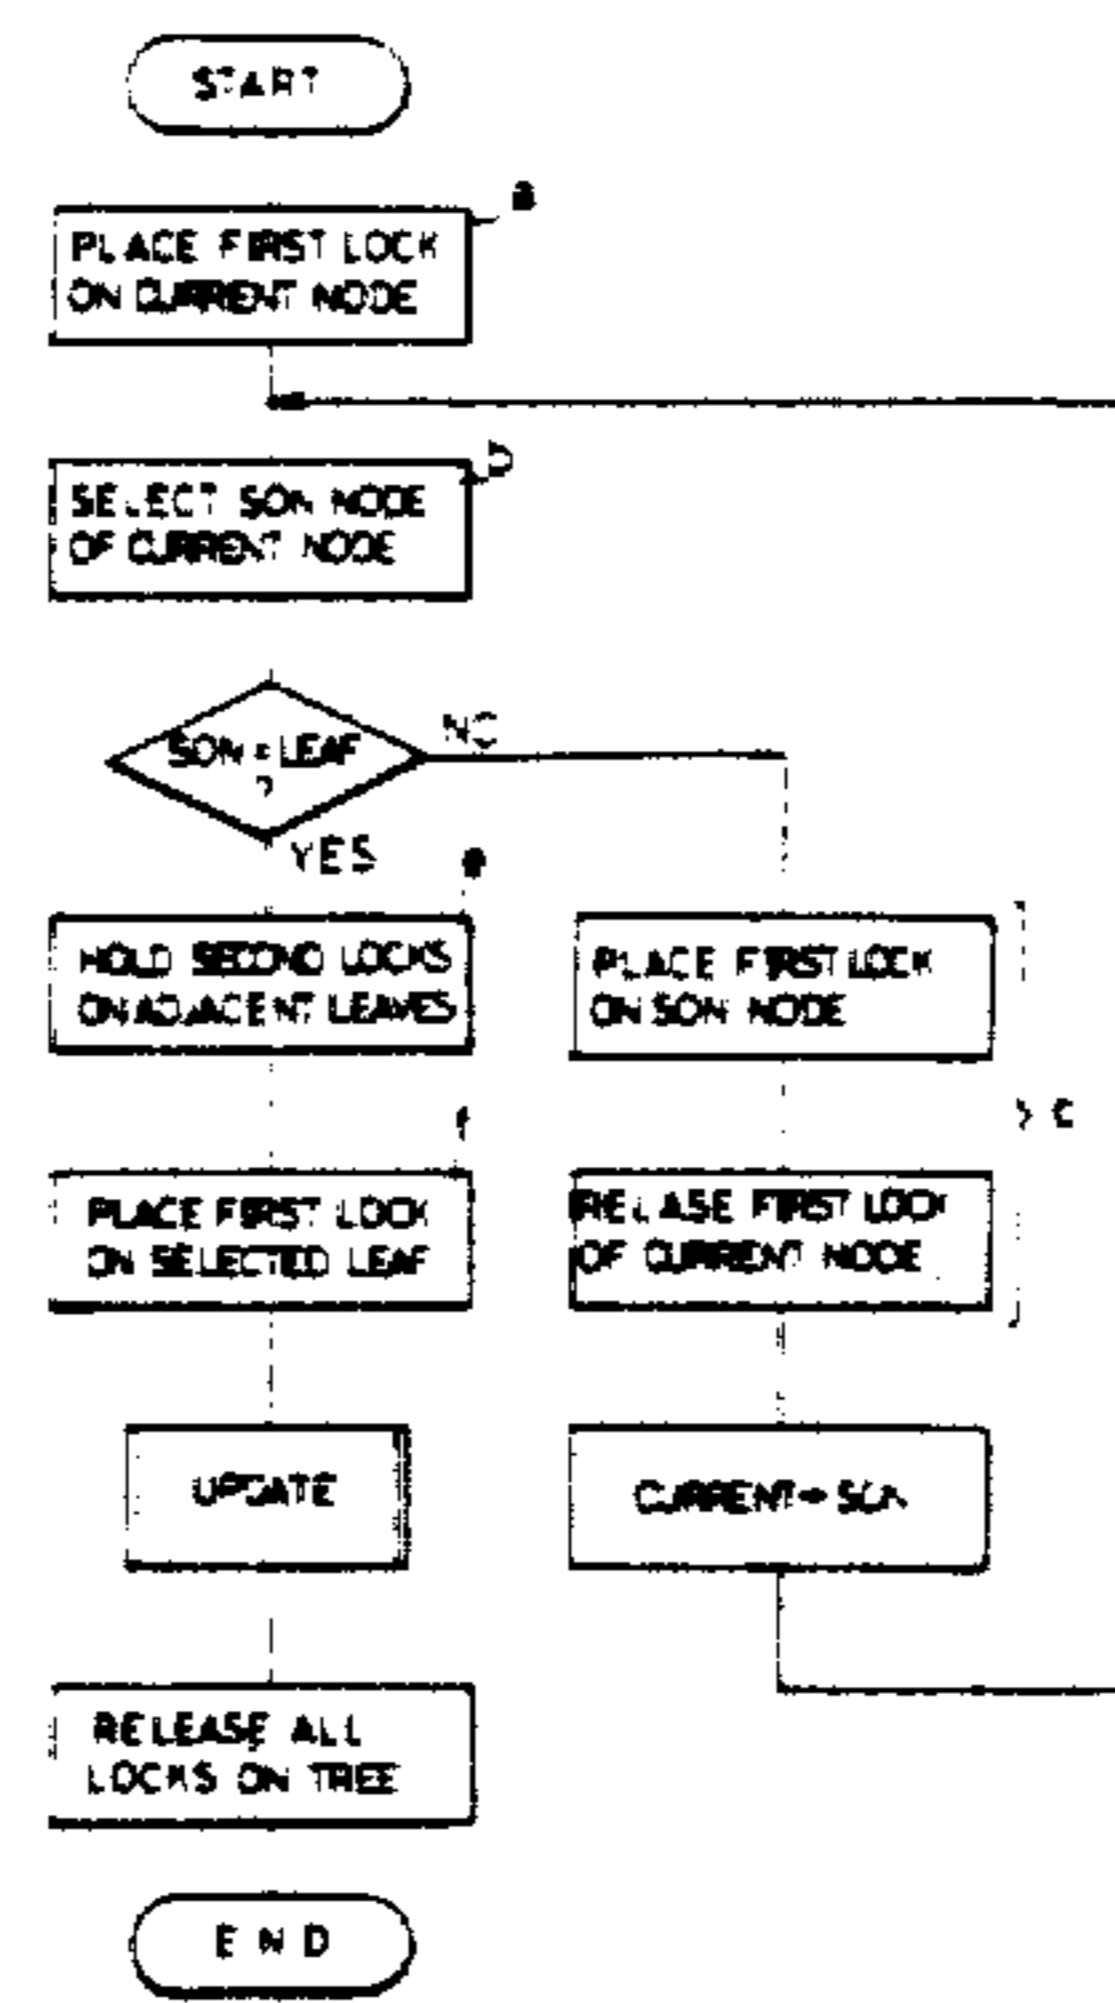 START
a
PLACE FIRST LOCK
ON CURRENT NODE
b
SELECT SON NODE
OF CURRENT NODE
SON = LEAF
?
NO
YES
e
HOLD SECOND LOCKS
ON ADJACENT LEAVES
PLACE FIRST LOCK
ON SON NODE
c
f
PLACE FIRST LOCK
ON SELECTED LEAF
RELEASE FIRST LOCK
OF CURRENT NODE
UPDATE
CURRENT ← SON
RELEASE ALL
LOCKS ON TREE
END